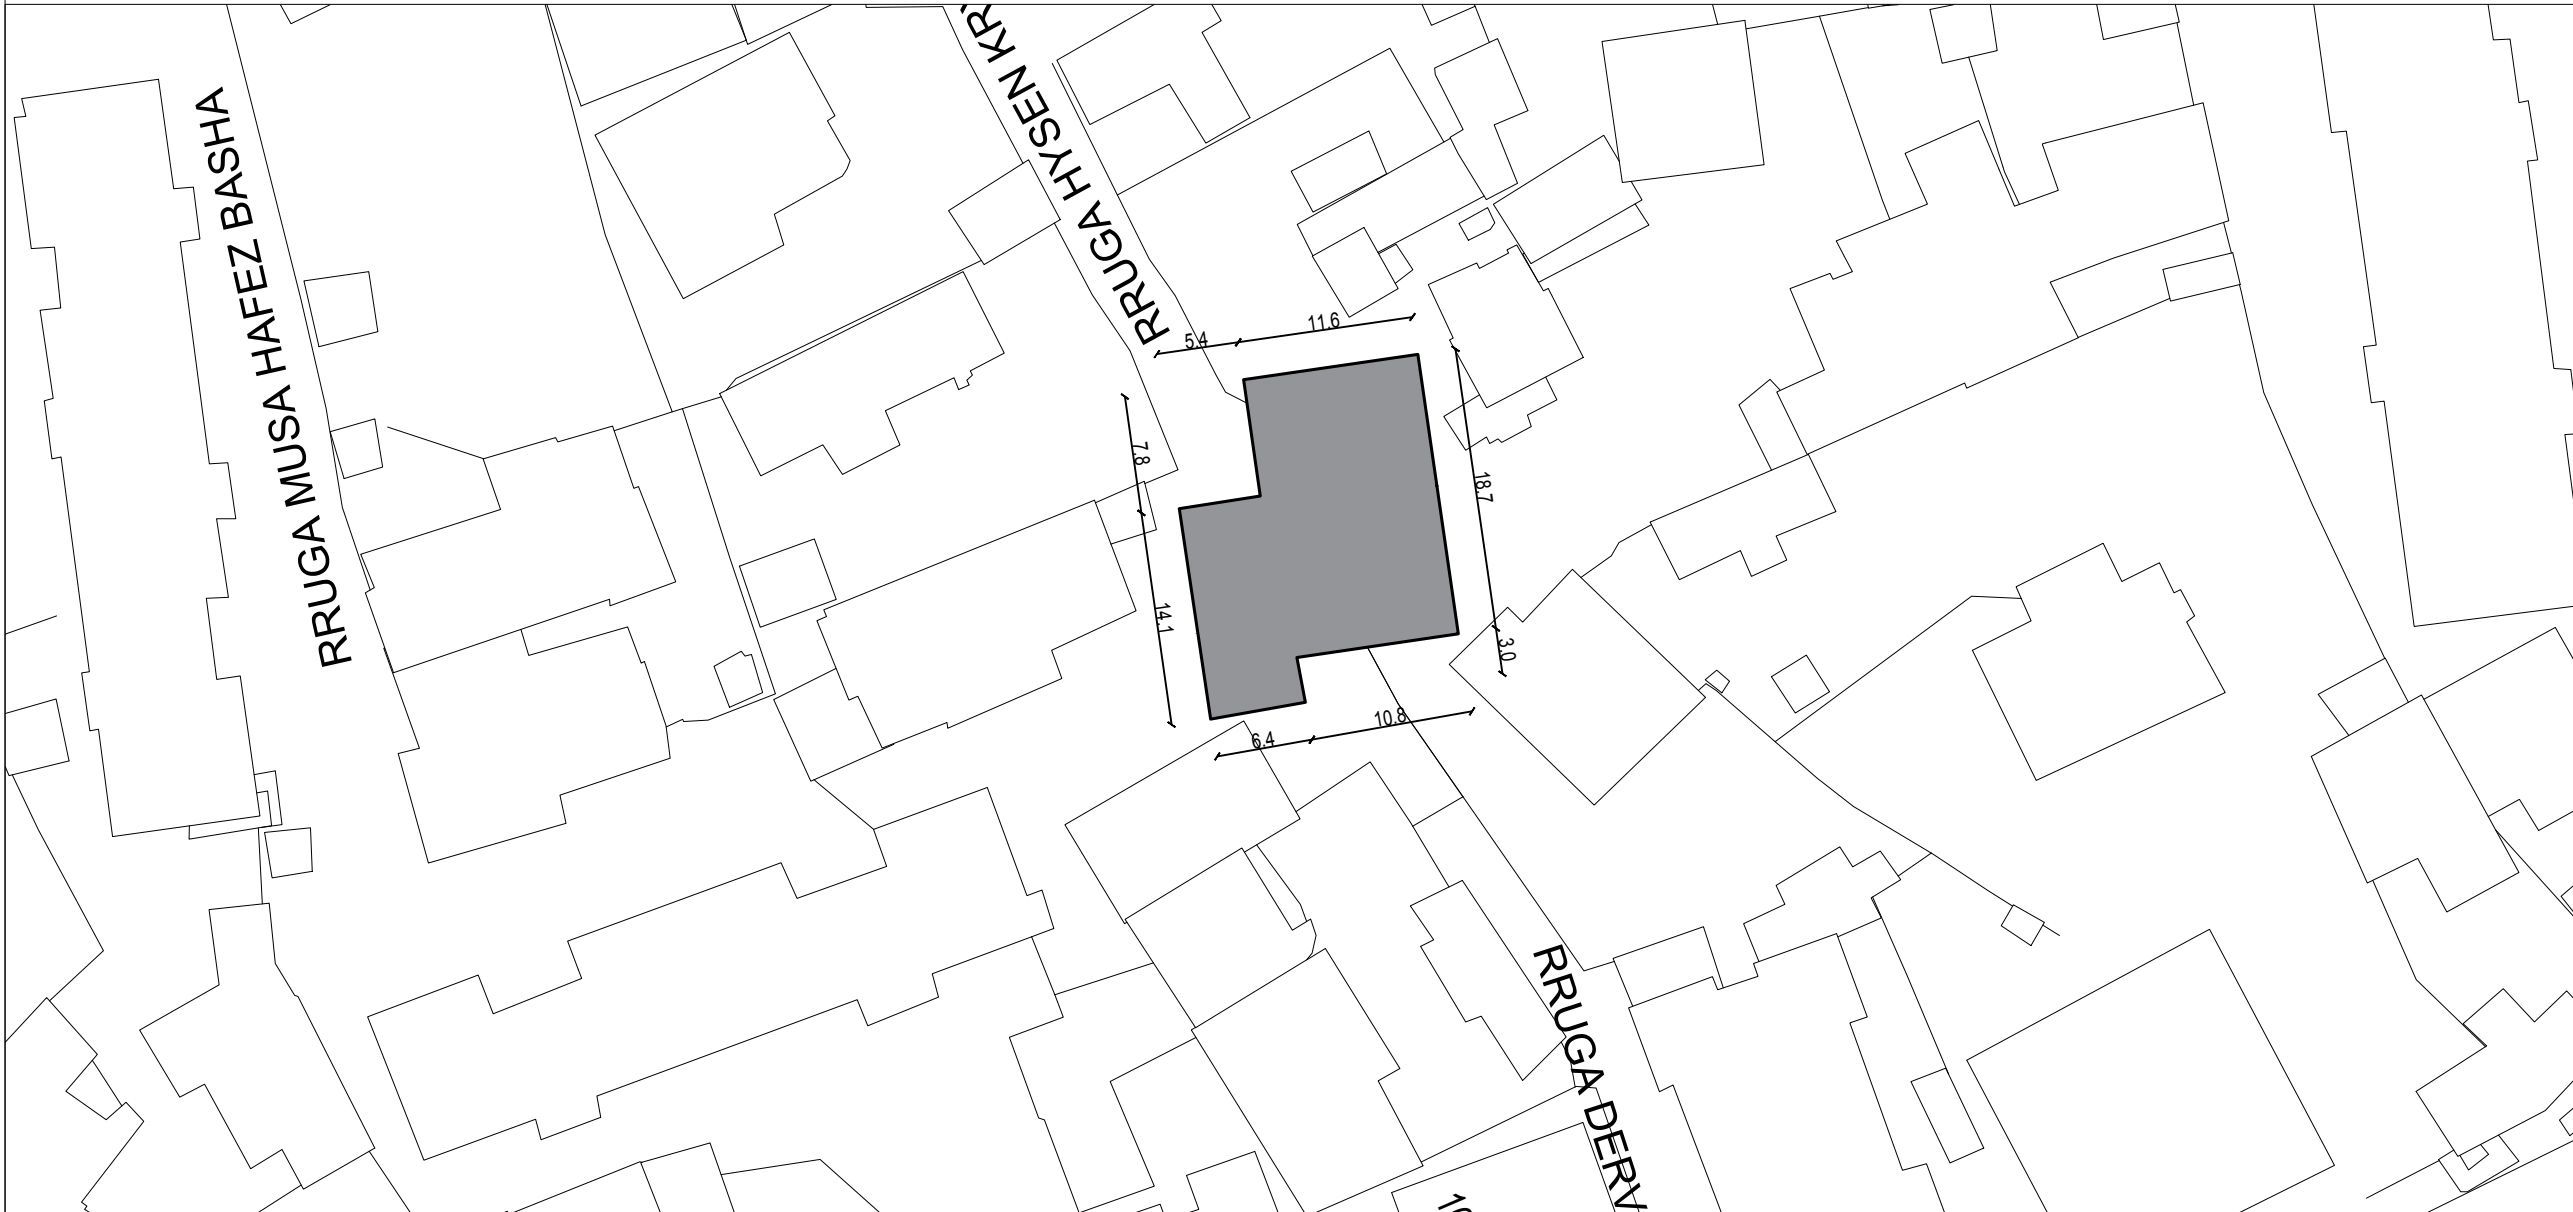 RRUGA MUSA HAFEZ BASHA
RRUGA HYSEN KR
5.4
11.6
7.8
18.7
14.1
3.0
6.4
10.8
RRUGA DERV